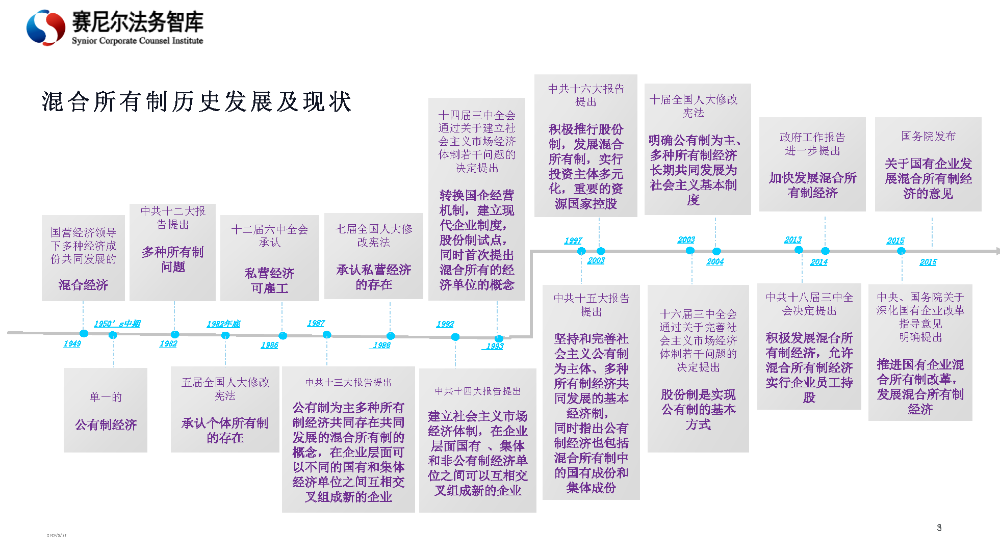 赛尼尔法务智库
Synior Corporate Counsel Institute
混合所有制历史发展及现状
国营经济领导
下多种经济成
份共同发展的
混合经济
1949
1950’s中期
单一的
公有制经济
中共十二大报
告提出
多种所有制
问题
1982
1982年底
五届全国人大修改
宪法
承认个体所有制
的存在
十二届六中全会
承认
私营经济
可雇工
1986
1987
中共十三大报告提出
公有制为主多种所有
制经济共同存在共同
发展的混合所有制的
概念，在企业层面可
以不同的国有和集体
经济单位之间互相交
叉组成新的企业
七届全国人大修
改宪法
承认私营经济
的存在
1988
1992
中共十四大报告提出
建立社会主义市场
经济体制，在企业
层面国有 、集体
和非公有制经济单
位之间可以互相交
叉组成新的企业
十四届三中全会
通过关于建立社
会主义市场经济
体制若干问题的
决定提出
转换国企经营
机制，建立现
代企业制度，
股份制试点，
同时首次提出
混合所有的经
济单位的概念
1993
1997
中共十五大报告
提出
坚持和完善社
会主义公有制
为主体、多种
所有制经济共
同发展的基本
经济制，
同时指出公有
制经济也包括
混合所有制中
的国有成份和
集体成份
中共十六大报告
提出
积极推行股份
制，发展混合
所有制，实行
投资主体多元
化，重要的资
源国家控股
2003
2003
十六届三中全会
通过关于完善社
会主义市场经济
体制若干问题的
决定提出
股份制是实现
公有制的基本
方式
十届全国人大修改
宪法
明确公有制为主、
多种所有制经济
长期共同发展为
社会主义基本制
度
2004
2013
中共十八届三中全
会决定提出
积极发展混合所
有制经济，允许
混合所有制经济
实行企业员工持
股
政府工作报告
进一步提出
加快发展混合所
有制经济
2014
2015
中央、国务院关于
深化国有企业改革
指导意见
明确提出
推进国有企业混
合所有制改革，
发展混合所有制
经济
国务院发布
关于国有企业发
展混合所有制经
济的意见
2015
2020/5/17
3